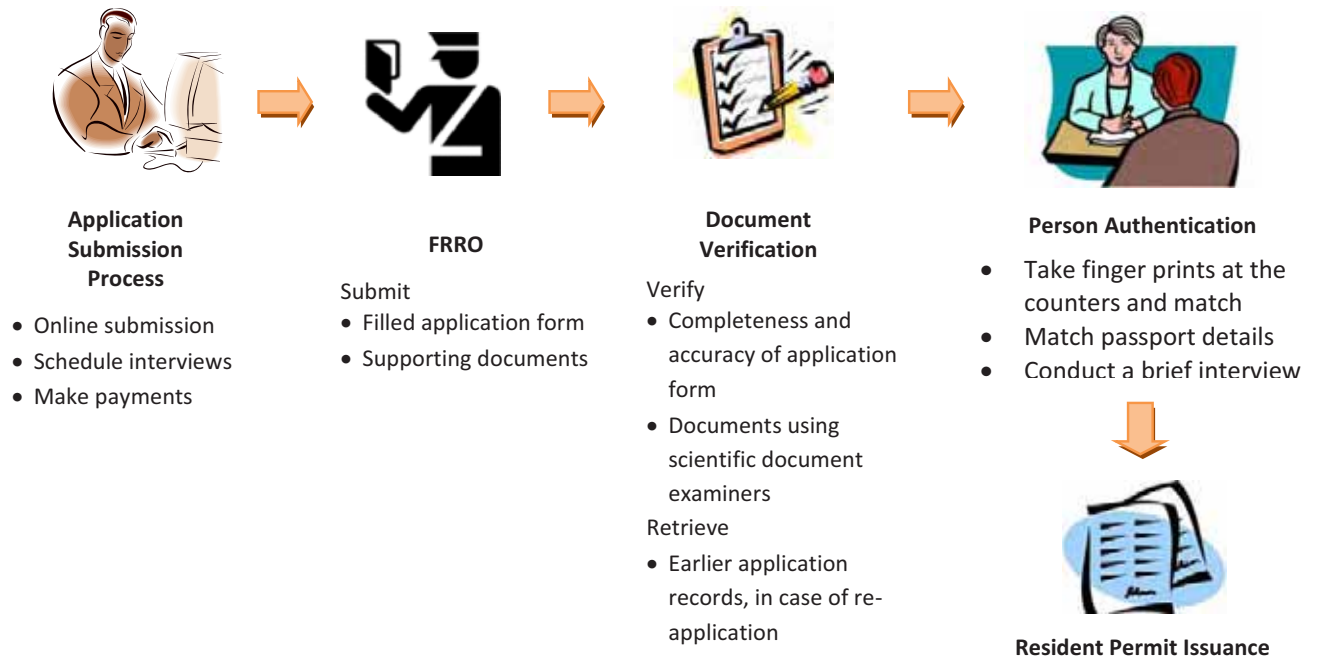 Application
Submission
Process
• Online submission
• Schedule interviews
• Make payments
FRRO
Submit
• Filled application form
• Supporting documents
Document
Verification
Verify
• Completeness and
accuracy of application
form
• Documents using
scientific document
examiners
Retrieve
• Earlier application
records, in case of re-
application
Person Authentication
• Take finger prints at the
counters and match
• Match passport details
• Conduct a brief interview
Resident Permit Issuance